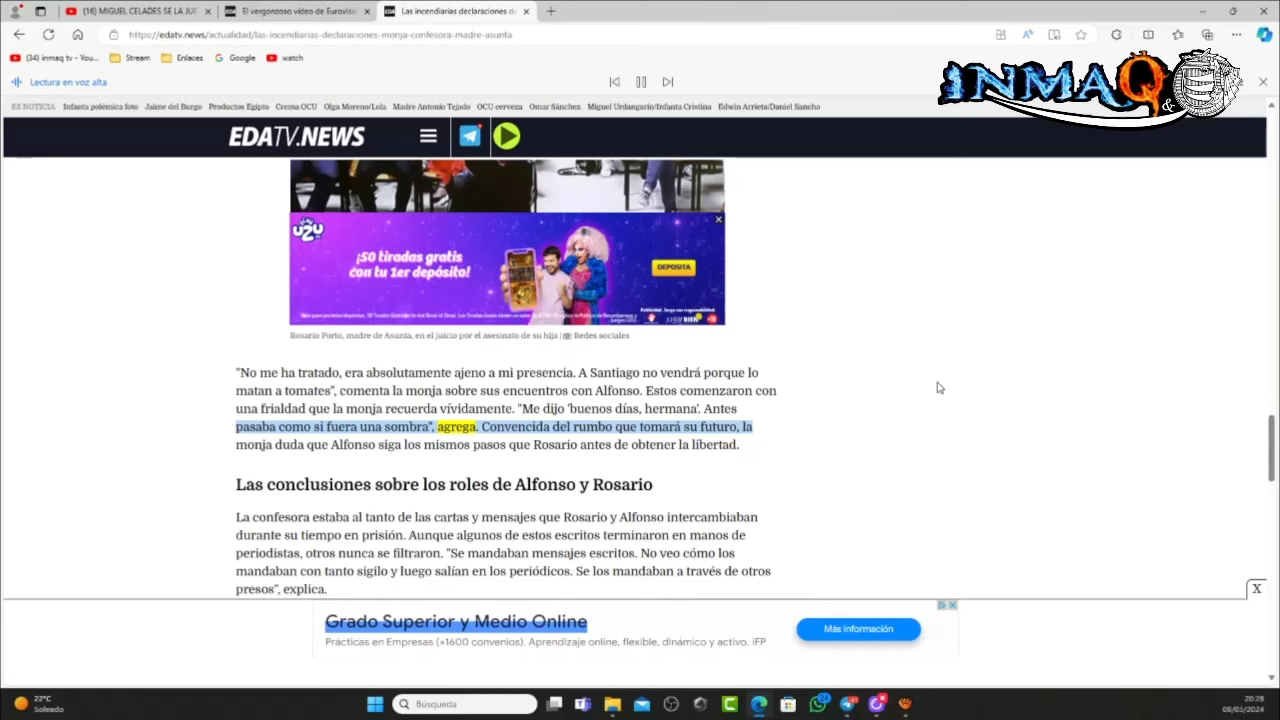 (16) MIGUEL CELADES SE LA JUE
El vergonzoso vídeo de Eurovisió
Las incendiarias declaraciones de
https://edatv.news/actualidad/las-incendiarias-declaraciones-monja-confesora-madre-asunta
(34) inmaq tv - You...
Stream
Enlaces
Google
watch
INMAQ&
Lectura en voz alta
ES NOTICIA Infanta polémica foto Jaime del Burgo Productos Egipto Crema OCU Olga Moreno/Lola Madre Antonio Tejado OCU cerveza Omar Sánchez Miguel Urdangarin/Infanta Cristina Edwin Arrieta/Daniel Sancho
EDATV.NEWS
PLAY UZU
¡50 tiradas gratis
con tu 1er depósito!
DEPOSITA
jugarBIEN
+18
Rosario Porto, madre de Asunta, en el juicio por el asesinato de su hija | Redes sociales
"No me ha tratado, era absolutamente ajeno a mi presencia. A Santiago no vendrá porque lo
matan a tomates", comenta la monja sobre sus encuentros con Alfonso. Estos comenzaron con
una frialdad que la monja recuerda vívidamente. "Me dijo 'buenos días, hermana'. Antes
pasaba como si fuera una sombra", agrega. Convencida del rumbo que tomará su futuro, la
monja duda que Alfonso siga los mismos pasos que Rosario antes de obtener la libertad.
Las conclusiones sobre los roles de Alfonso y Rosario
La confesora estaba al tanto de las cartas y mensajes que Rosario y Alfonso intercambiaban
durante su tiempo en prisión. Aunque algunos de estos escritos terminaron en manos de
periodistas, otros nunca se filtraron. "Se mandaban mensajes escritos. No veo cómo los
mandaban con tanto sigilo y luego salían en los periódicos. Se los mandaban a través de otros
presos", explica.
X
Grado Superior y Medio Online
Prácticas en Empresas (+1600 convenios). Aprendizaje online, flexible, dinámico y activo. iFP
Más Información
22°C
Soleado
Búsqueda
20:28
08/03/2024